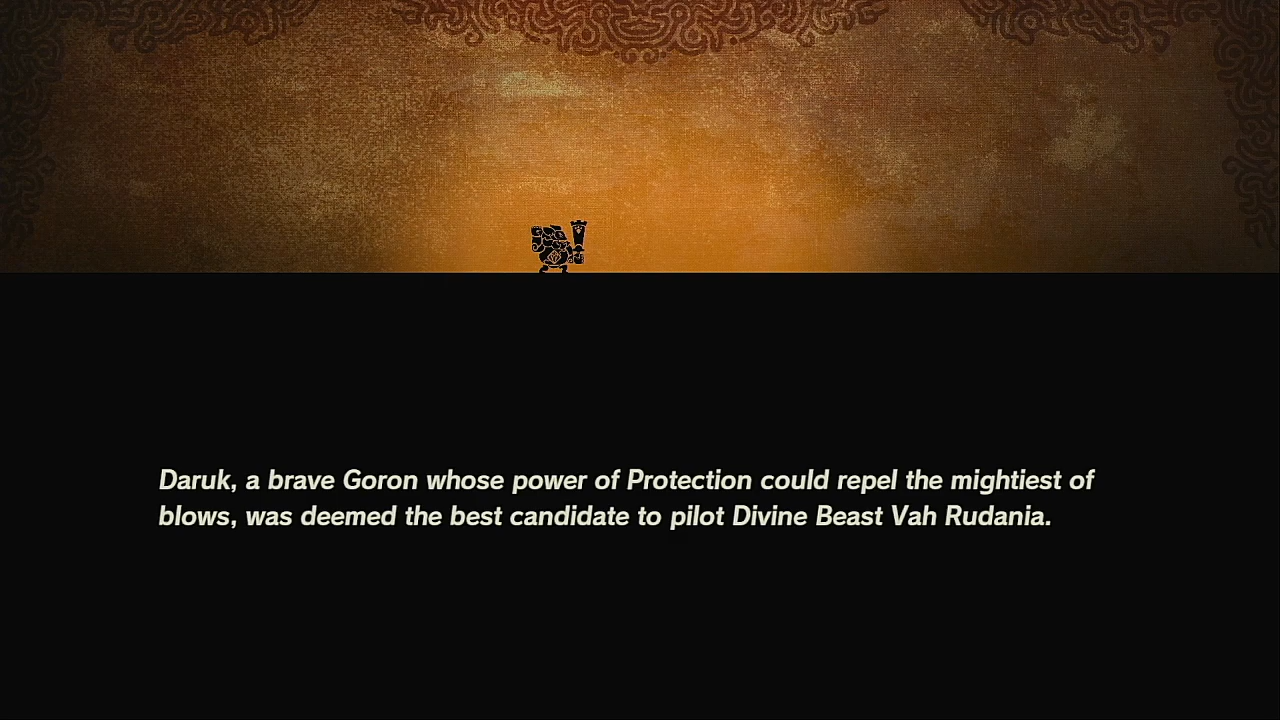 Daruk, a brave Goron whose power of Protection could repel the mightiest of
blows, was deemed the best candidate to pilot Divine Beast Vah Rudania.